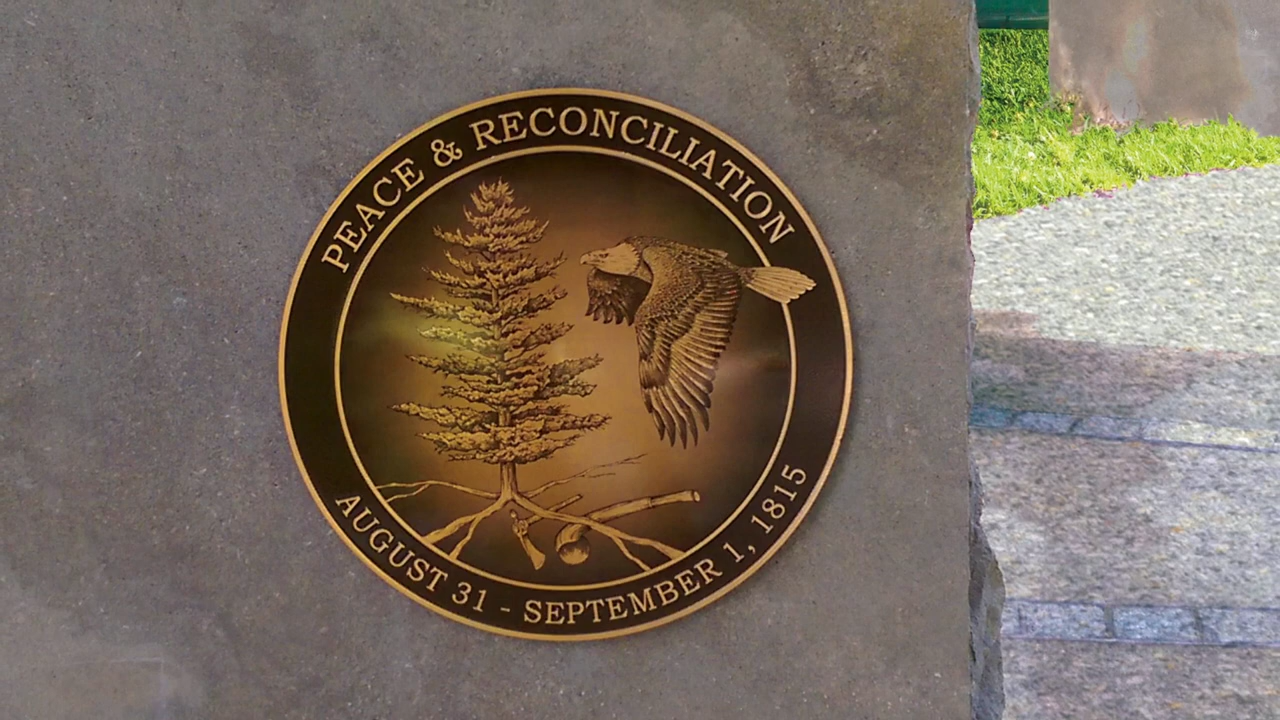 PEACE & RECONCILIATION
AUGUST 31 - SEPTEMBER 1, 1815